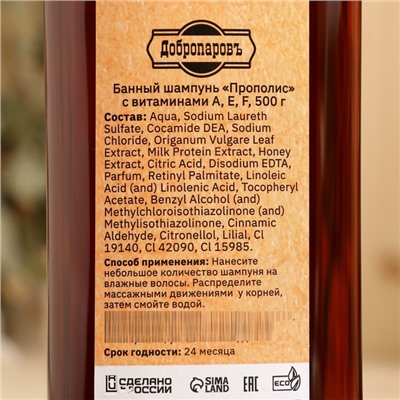 Добропаровъ
Банный шампунь «Прополис»
с витаминами А, Е, F, 500 г
Состав: Aqua, Sodium Laureth
Sulfate, Cocamide DEA, Sodium
Chloride, Origanum Vulgare Leaf
Extract, Milk Protein Extract, Honey
Extract, Citric Acid, Disodium EDTA,
Parfum, Retinyl Palmitate, Linoleic
Acid (and) Linolenic Acid, Tocopheryl
Acetate, Benzyl Alcohol (and)
Methylchloroisothiazolinone (and)
Methylisothiazolinone, Cinnamic
Aldehyde, Citronellol, Lilial, Cl
19140, Cl 42090, Cl 15985.
Способ применения: Нанесите
небольшое количество шампуня на
влажные волосы. Распределите
массажными движениями у корней,
затем смойте водой.
Срок годности: 24 месяца
СДЕЛАНО
В РОССИИ
SIMA
LAND
EAC
ECO